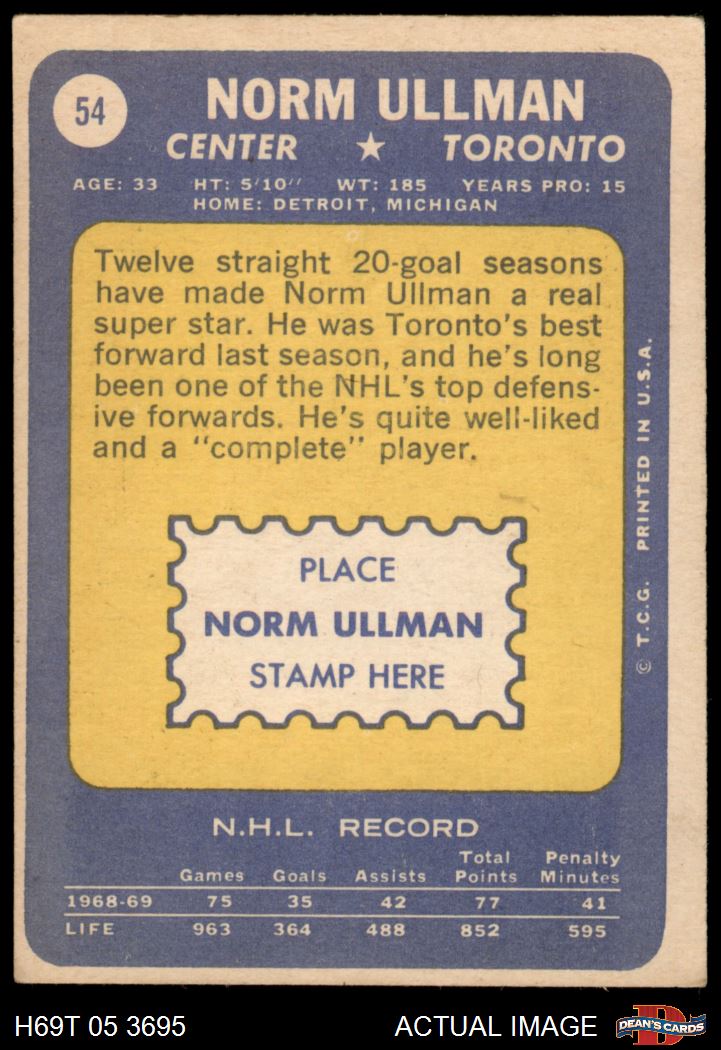 54
NORM ULLMAN
CENTER ★ TORONTO
AGE: 33 HT: 5'10'' WT: 185 YEARS PRO: 15
HOME: DETROIT, MICHIGAN
Twelve straight 20-goal seasons
have made Norm Ullman a real
super star. He was Toronto's best
forward last season, and he's long
been one of the NHL's top defens-
ive forwards. He's quite well-liked
and a "complete" player.
PLACE
NORM ULLMAN
STAMP HERE
© T.C.G. PRINTED IN U.S.A.
N.H.L. RECORD
Games Goals Assists Total Points Penalty Minutes
1968-69 75 35 42 77 41
LIFE 963 364 488 852 595
H69T 05 3695 ACTUAL IMAGE
D
DEAN'S CARDS